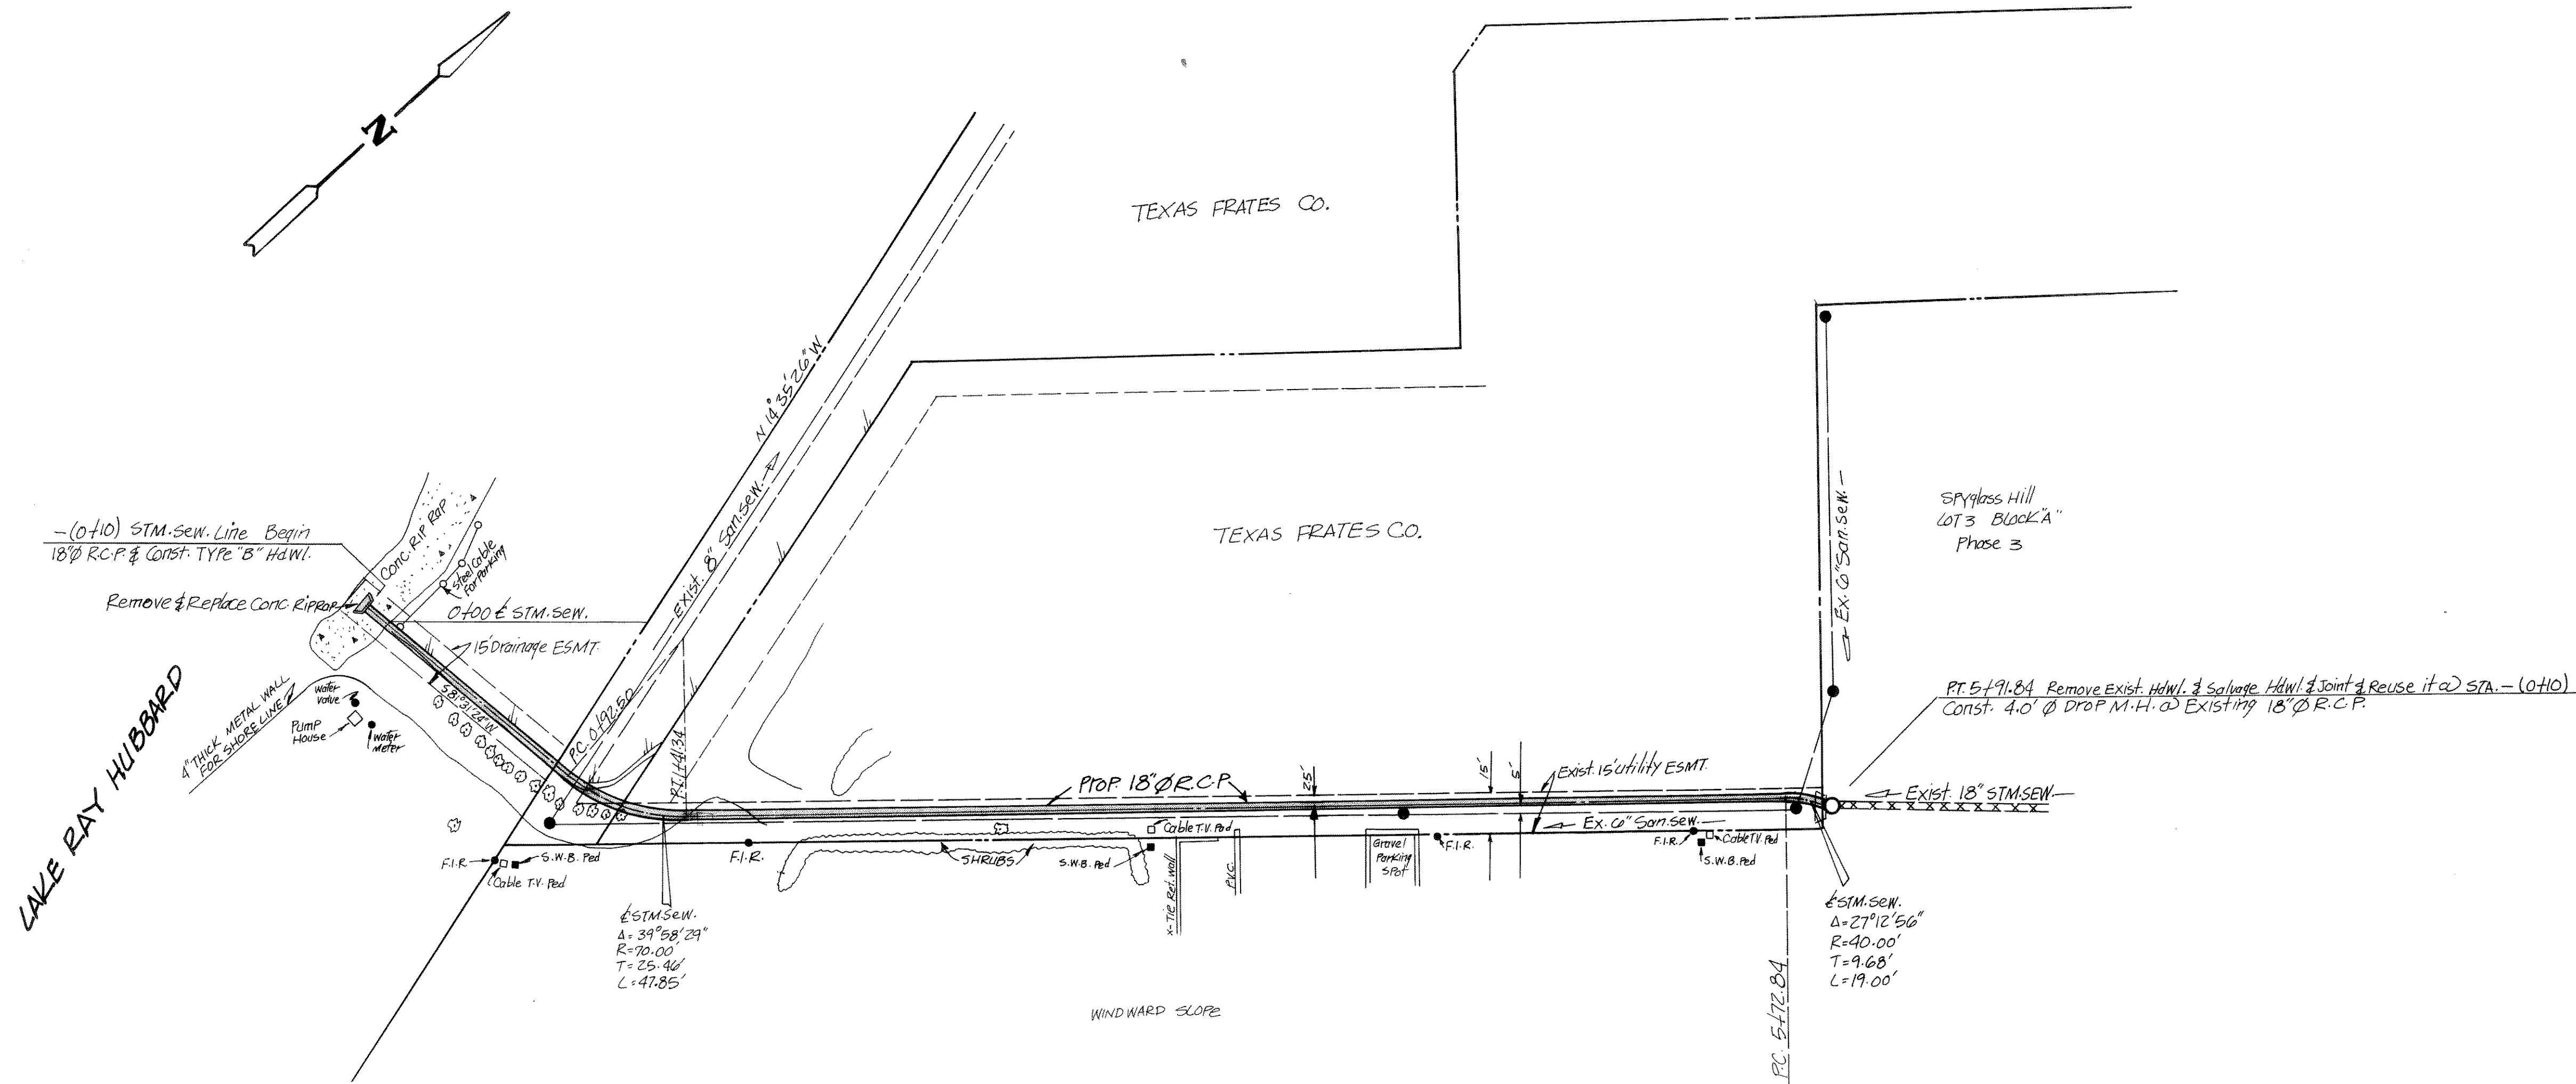 N
TEXAS FRATES CO.
N 14°35'26" W
EXIST. 8" San.Sew.
TEXAS FRATES CO.
Ex. 6" San.Sew.
Spyglass Hill
LOT 3 Block "A"
Phase 3
-(0+10) STM.Sew. Line Begin
18"Ø R.C.P. & Const. TYPe "B" Hdwl.
Conc. RIP RaP
Steel Cable
For Parking
Remove & Replace Conc. RipRap
0+00 ℄ STM.Sew.
15' Drainage ESMT.
S81°31'24"W
LAKE RAY HUBBARD
4" THICK METAL WALL
FOR SHORE LINE
Water
Valve
Pump
House
Water
Meter
P.C. 0+92.50
P.T. 1+41.34
P.T. 5+91.84 Remove Exist. Hdwl. & Salvage Hdwl. & Joint & Reuse it @ STA. -(0+10)
Const. 4.0' Ø Drop M.H. @ Existing 18"Ø R.C.P.
Prop. 18"Ø R.C.P.
25'
15'
5'
Exist. 15' Utility ESMT.
Exist. 18" STM.SEW.
Ex. 6" San.Sew.
F.I.R.
S.W.B. Ped
Cable T.V. Ped
F.I.R.
SHRUBS
Cable T.V. Ped
S.W.B. Ped
X-Tie Ret. wall
P.V.C.
Gravel
Parking
Spot
F.I.R.
F.I.R.
Cable T.V. Ped
S.W.B. Ped
℄ STM.Sew.
Δ=39°58'29"
R=70.00'
T=25.46'
L=47.85'
℄ STM.Sew.
Δ=27°12'56"
R=40.00'
T=9.68'
L=19.00'
P.C. 5+72.84
WINDWARD SLOPE